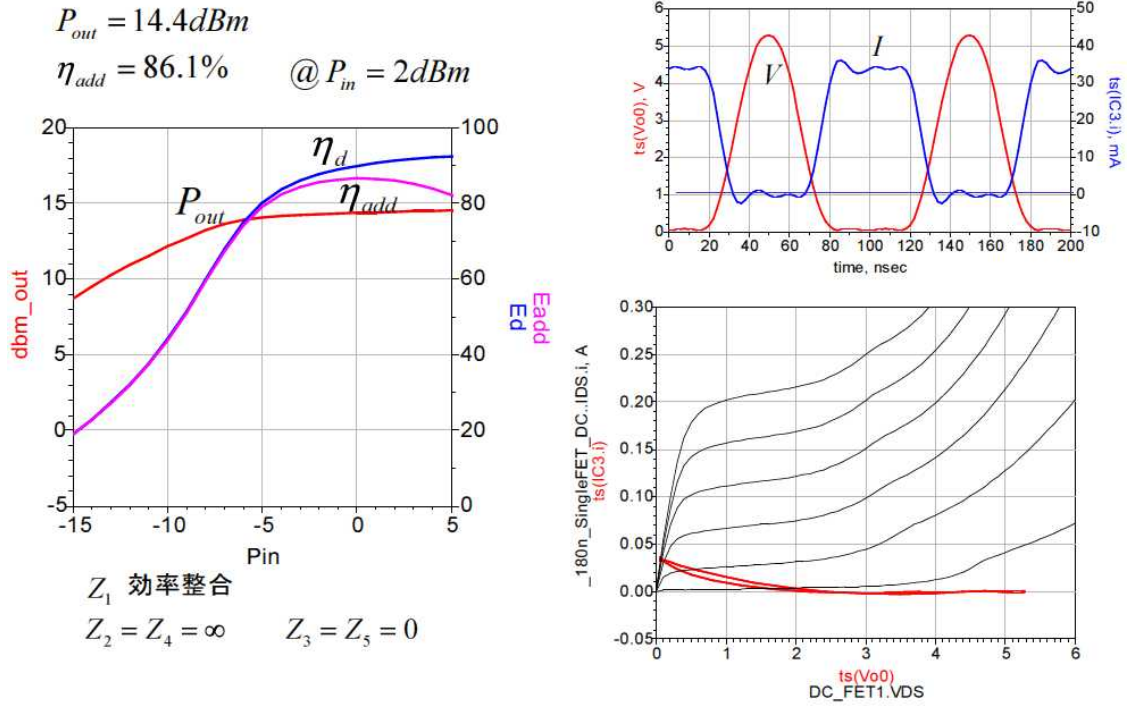 P_out = 14.4dBm
η_add = 86.1% @ P_in = 2dBm
20
15
10
5
0
-5
100
80
60
40
20
0
-15 -10 -5 0 5
Pin
dbm_out
Eadd
Ed
η_d
η_add
P_out
Z_1 効率整合
Z_2 = Z_4 = ∞ Z_3 = Z_5 = 0
6
5
4
3
2
1
0
50
40
30
20
10
0
-10
0 20 40 60 80 100 120 140 160 180 200
time, nsec
ts(Vo0), V
ts(IC3.i), mA
I
V
0.30
0.25
0.20
0.15
0.10
0.05
0.00
-0.05
0 1 2 3 4 5 6
_180n_SingleFET_DC..IDS.i, A
ts(IC3.i)
ts(Vo0)
DC_FET1.VDS